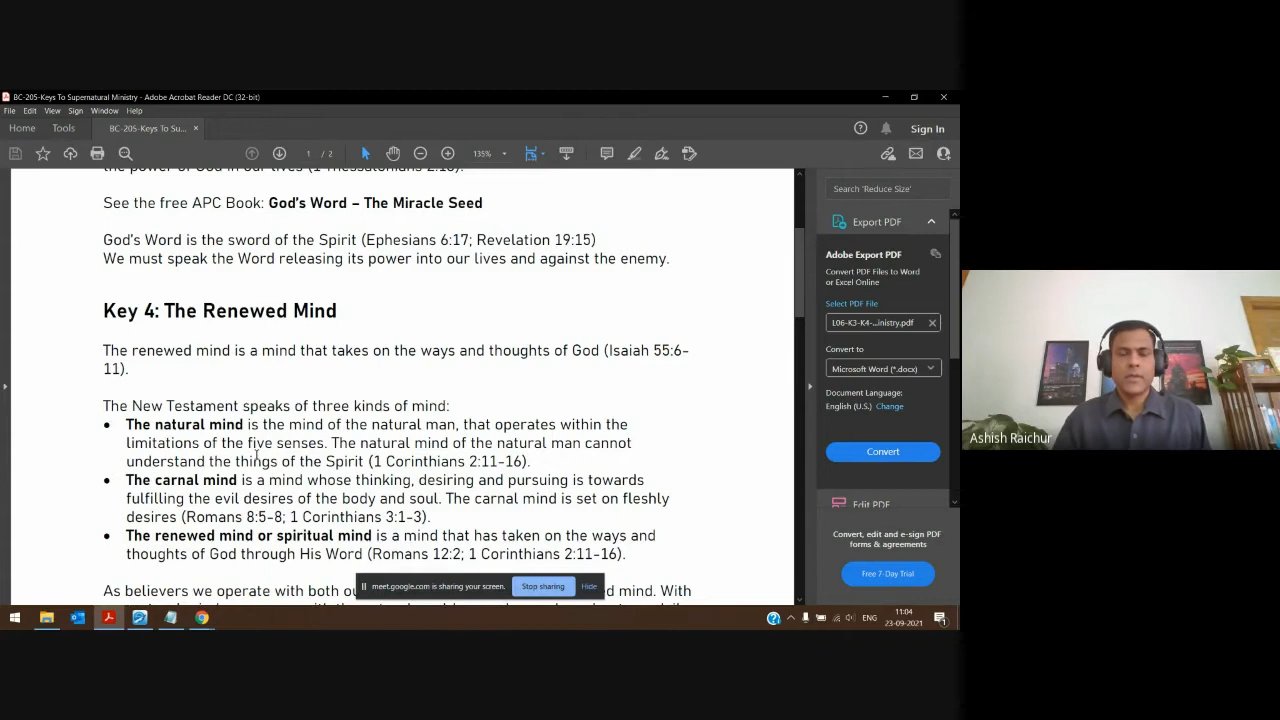 BC-205-Keys To Supernatural Ministry - Adobe Acrobat Reader DC (32-bit)
File Edit View Sign Window Help
Home Tools BC-205-Keys To Su... × Sign In
1 / 2 135%
See the free APC Book: God's Word – The Miracle Seed
God's Word is the sword of the Spirit (Ephesians 6:17; Revelation 19:15)
We must speak the Word releasing its power into our lives and against the enemy.
Key 4: The Renewed Mind
The renewed mind is a mind that takes on the ways and thoughts of God (Isaiah 55:6-
11).
The New Testament speaks of three kinds of mind:
• The natural mind is the mind of the natural man, that operates within the
limitations of the five senses. The natural mind of the natural man cannot
understand the things of the Spirit (1 Corinthians 2:11-16).
• The carnal mind is a mind whose thinking, desiring and pursuing is towards
fulfilling the evil desires of the body and soul. The carnal mind is set on fleshly
desires (Romans 8:5-8; 1 Corinthians 3:1-3).
• The renewed mind or spiritual mind is a mind that has taken on the ways and
thoughts of God through His Word (Romans 12:2; 1 Corinthians 2:11-16).
As believers we operate with both ou
d mind. With
meet.google.com is sharing your screen. Stop sharing Hide
Search 'Reduce Size'
Export PDF
Adobe Export PDF
Convert PDF Files to Word
or Excel Online
Select PDF File
L06-K3-K4-...inistry.pdf
Convert to
Microsoft Word (*.docx)
Document Language:
English (U.S.) Change
Convert
Edit PDF
Convert, edit and e-sign PDF
forms & agreements
Free 7-Day Trial
ENG
11:04
23-09-2021
Ashish Raichur